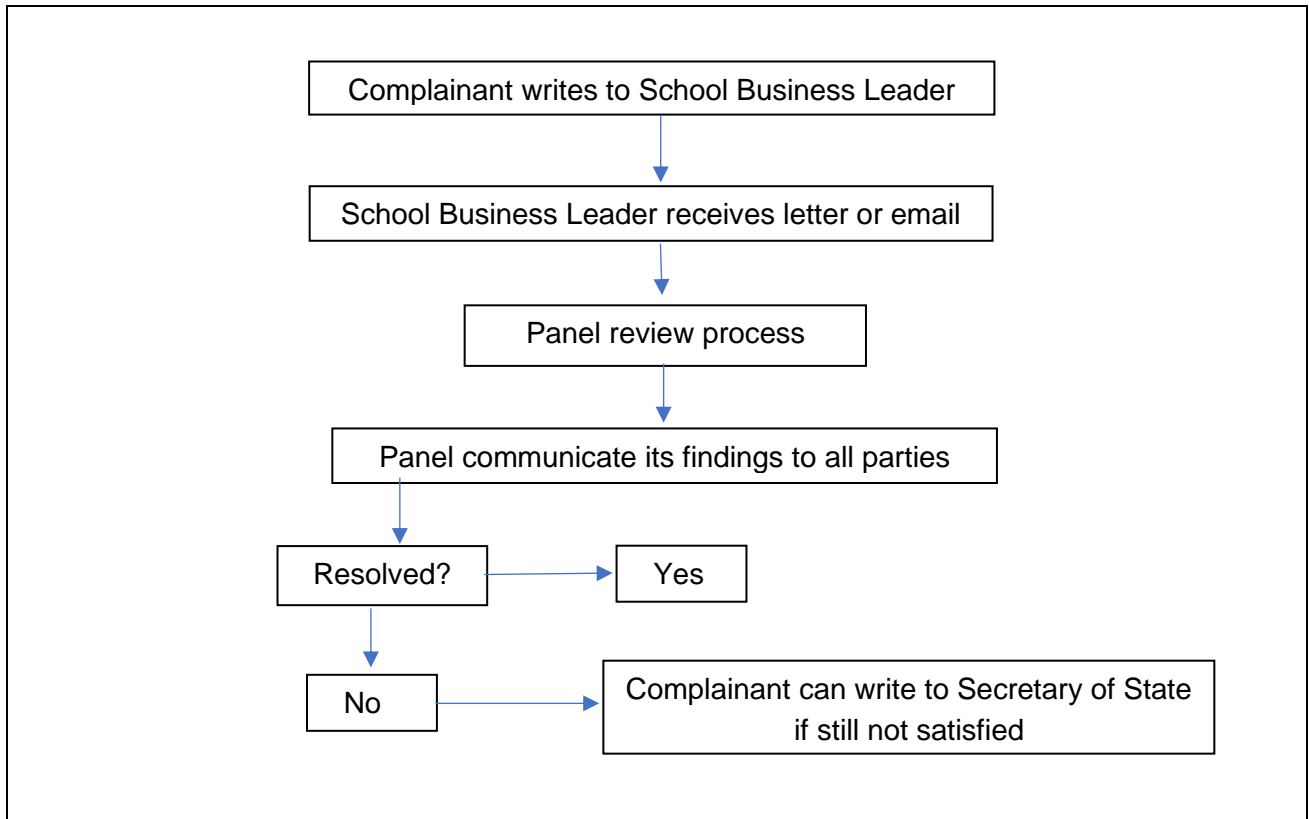 Complainant writes to School Business Leader
School Business Leader receives letter or email
Panel review process
Panel communicate its findings to all parties
Resolved?
Yes
No
Complainant can write to Secretary of State
if still not satisfied